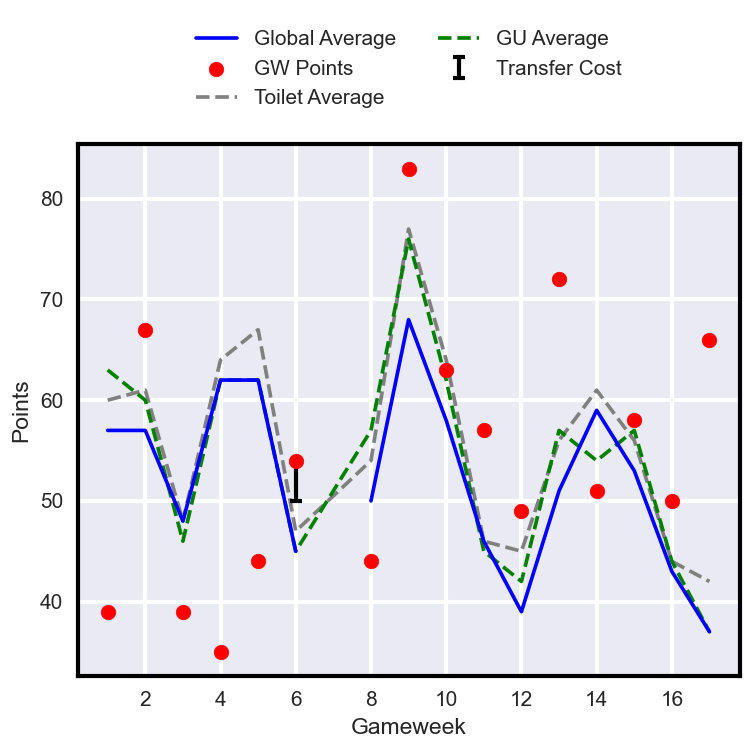 Global Average
GW Points
Toilet Average
GU Average
Transfer Cost
Points
80
70
60
50
40
2 4 6 8 10 12 14 16
Gameweek